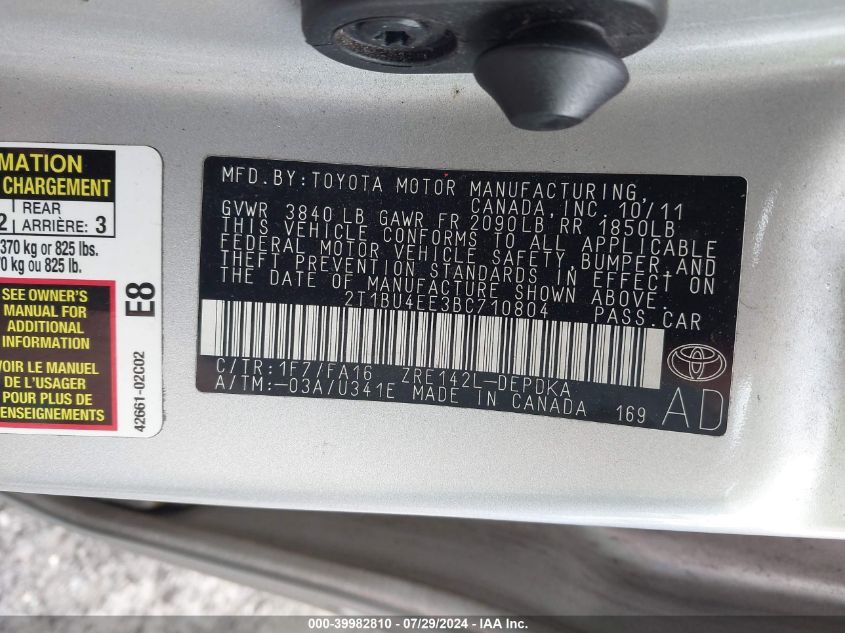 MATION
CHARGEMENT
2 REAR
ARRIÈRE: 3
370 kg or 825 lbs.
0 kg ou 825 lb.
SEE OWNER'S
MANUAL FOR
ADDITIONAL
INFORMATION
VOIR LE MANUEL
DE L'USAGER
POUR PLUS DE
RENSEIGNEMENTS
E8
42661-02C02
MFD. BY:TOYOTA MOTOR MANUFACTURING,
CANADA, INC. 10/11
GVWR 3840 LB GAWR FR 2090LB RR 1850LB
THIS VEHICLE CONFORMS TO ALL APPLICABLE
FEDERAL MOTOR VEHICLE SAFETY, BUMPER, AND
THEFT PREVENTION STANDARDS IN EFFECT ON
THE DATE OF MANUFACTURE SHOWN ABOVE.
2T1BU4EE3BC710804 PASS.CAR
C/TR:1F7/FA16 ZRE142L-DEPDKA
A/TM:-03A/U341E MADE IN CANADA 169
AD
000-39982810 - 07/29/2024 - IAA Inc.